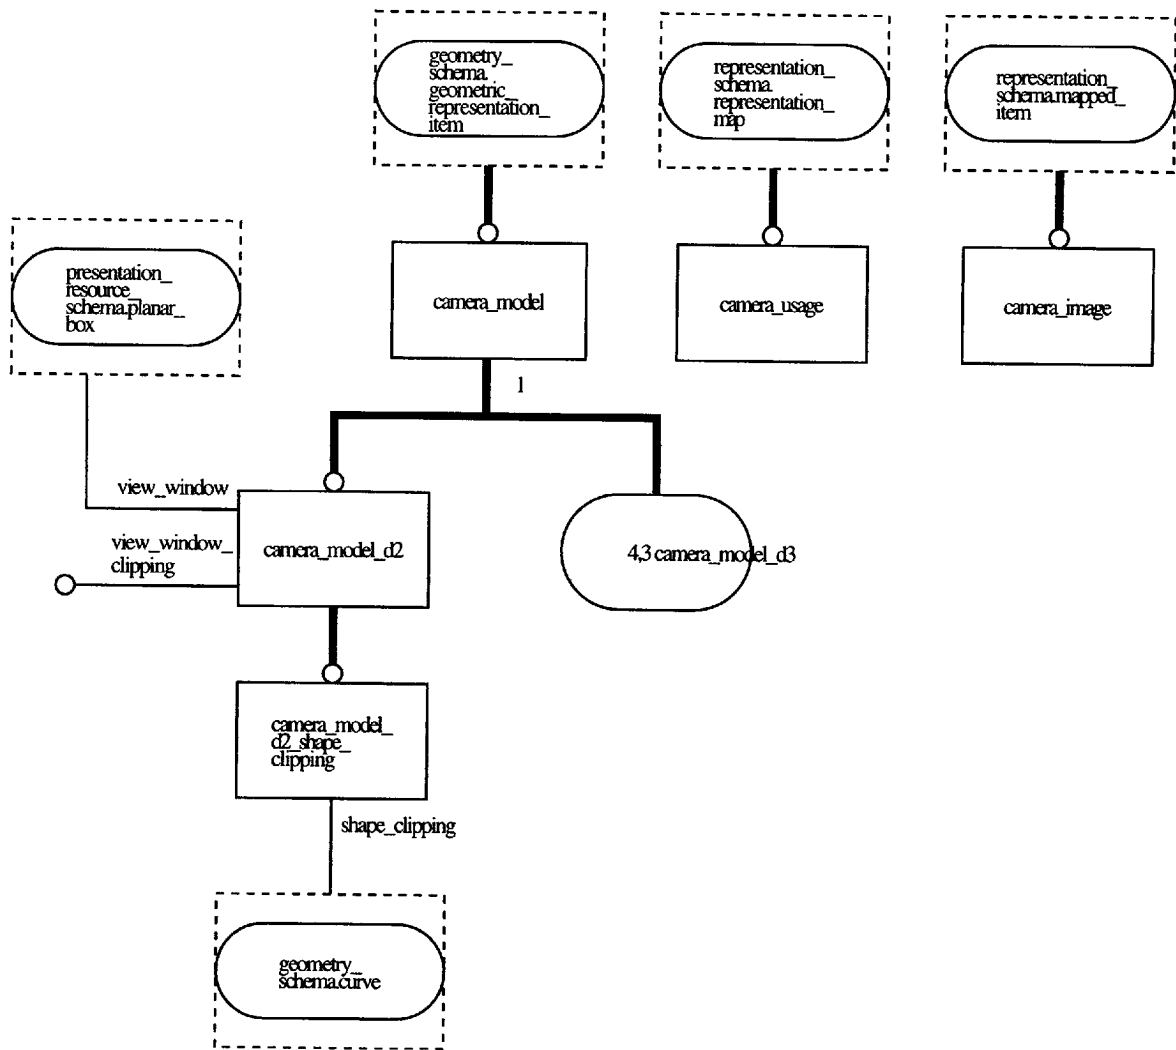 geometry_
schema.
geometric_
representation_
item
representation_
schema.
representation_
map
representation_
schema.mapped_
item
presentation_
resource_
schema.planar_
box
camera_model
camera_usage
camera_image
1
view_window
view_window_
clipping
camera_model_d2
4,3 camera_model_d3
camera_model_
d2_shape_
clipping
shape_clipping
geometry_
schema.curve